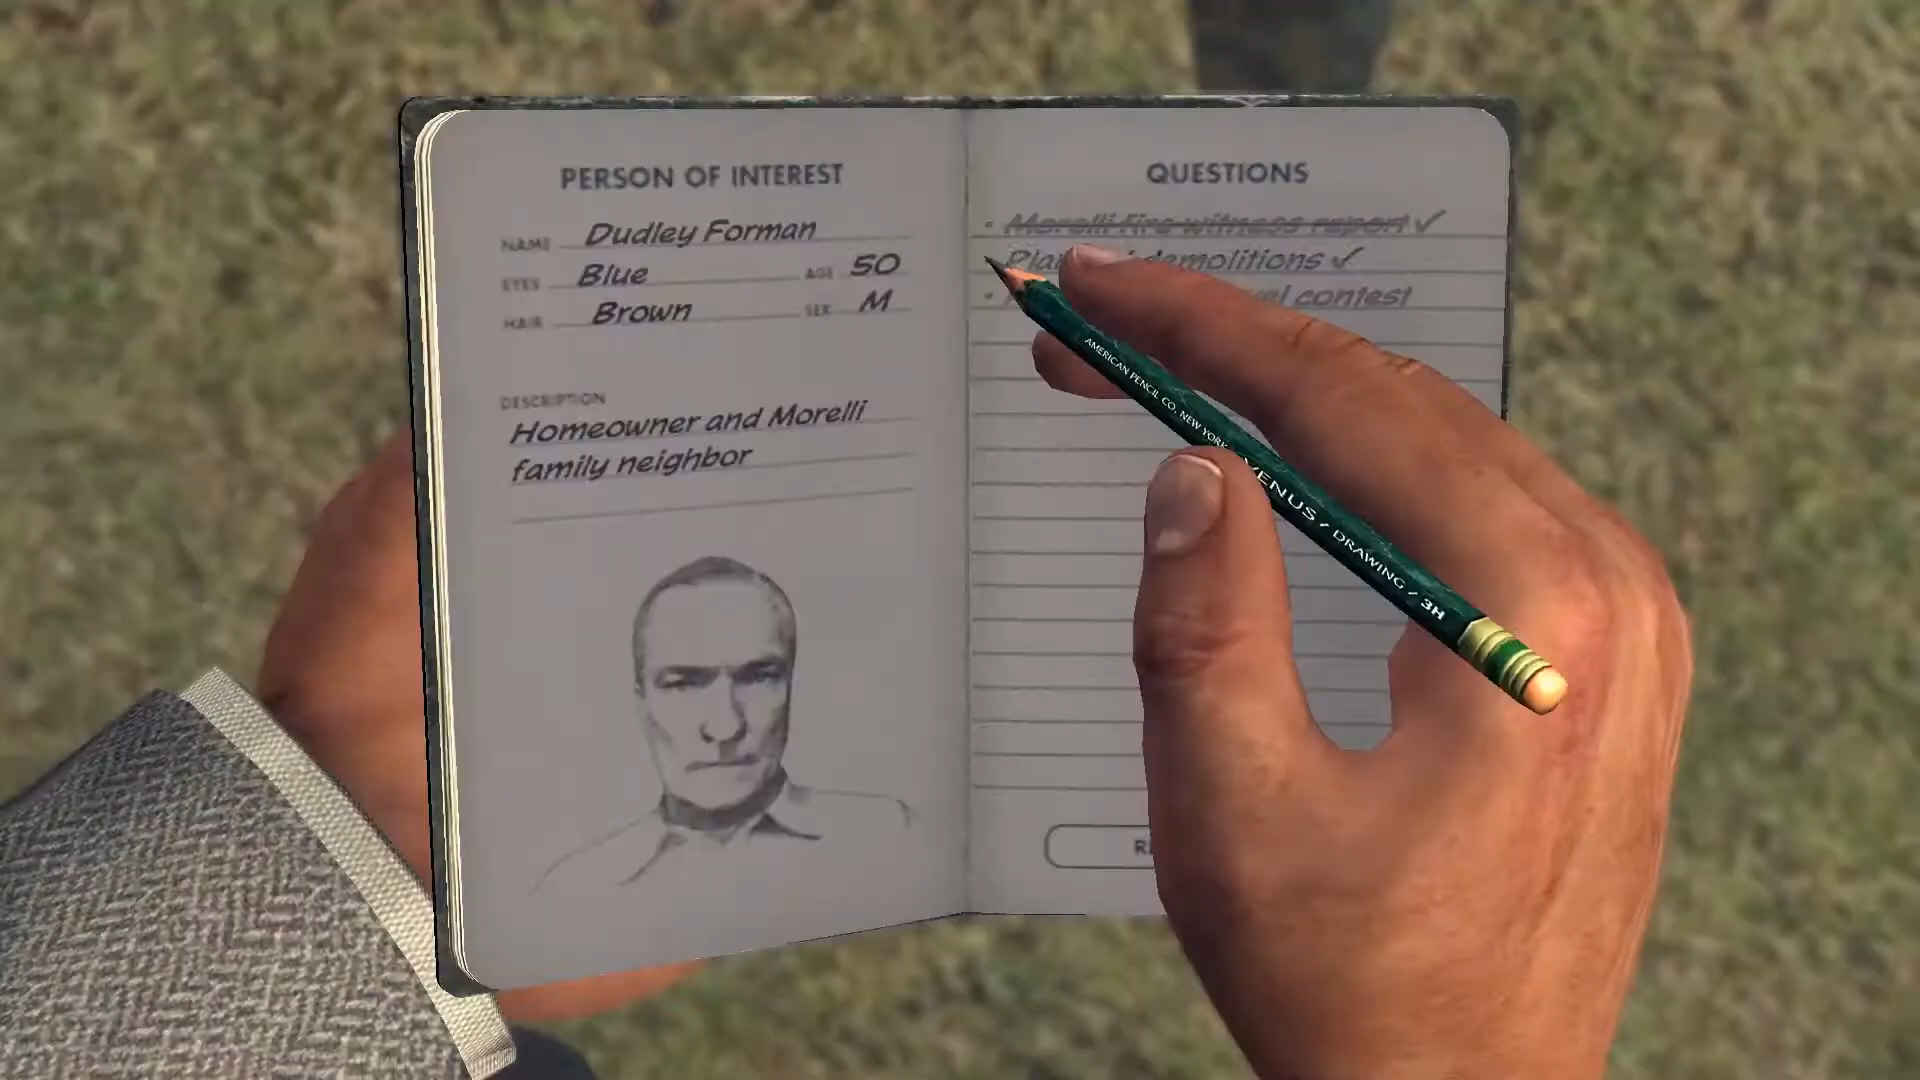 PERSON OF INTEREST
NAME Dudley Forman
EYES Blue AGE 50
HAIR Brown SEX M
DESCRIPTION
Homeowner and Morelli
family neighbor
QUESTIONS
• Morelli fire witness report ✓
demolitions ✓
• contest
AMERICAN PENCIL CO. NEW YORK
VENUS / DRAWING / 3H